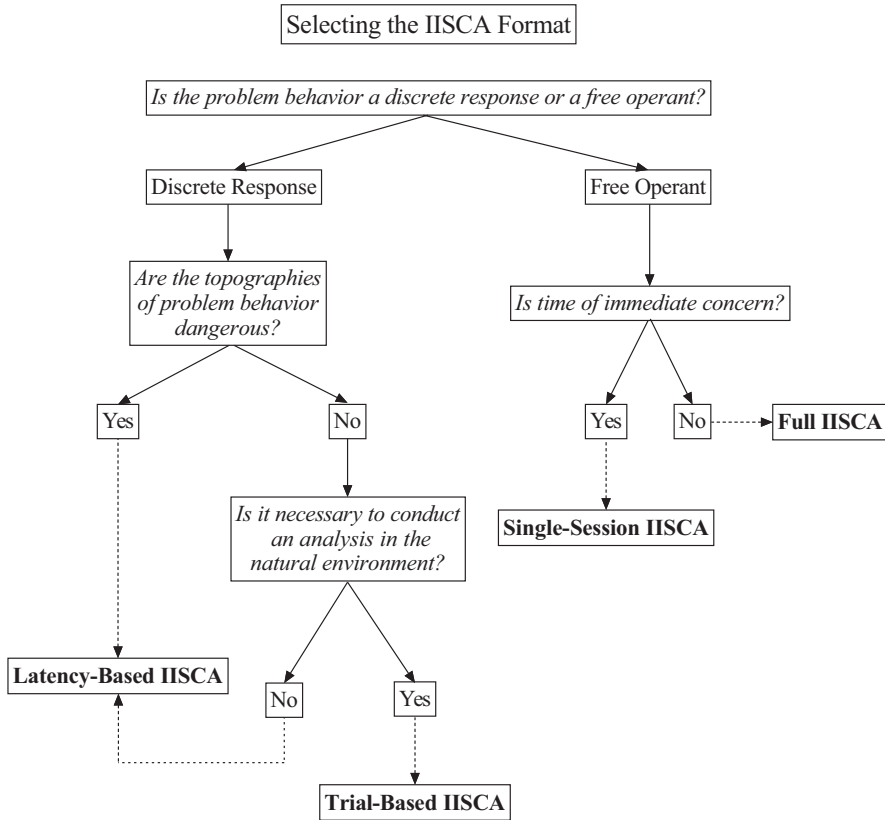 Selecting the IISCA Format
Is the problem behavior a discrete response or a free operant?
Discrete Response
Free Operant
Are the topographies
of problem behavior
dangerous?
Is time of immediate concern?
Yes
No
Yes
No
Full IISCA
Is it necessary to conduct
an analysis in the
natural environment?
Single-Session IISCA
Latency-Based IISCA
No
Yes
Trial-Based IISCA